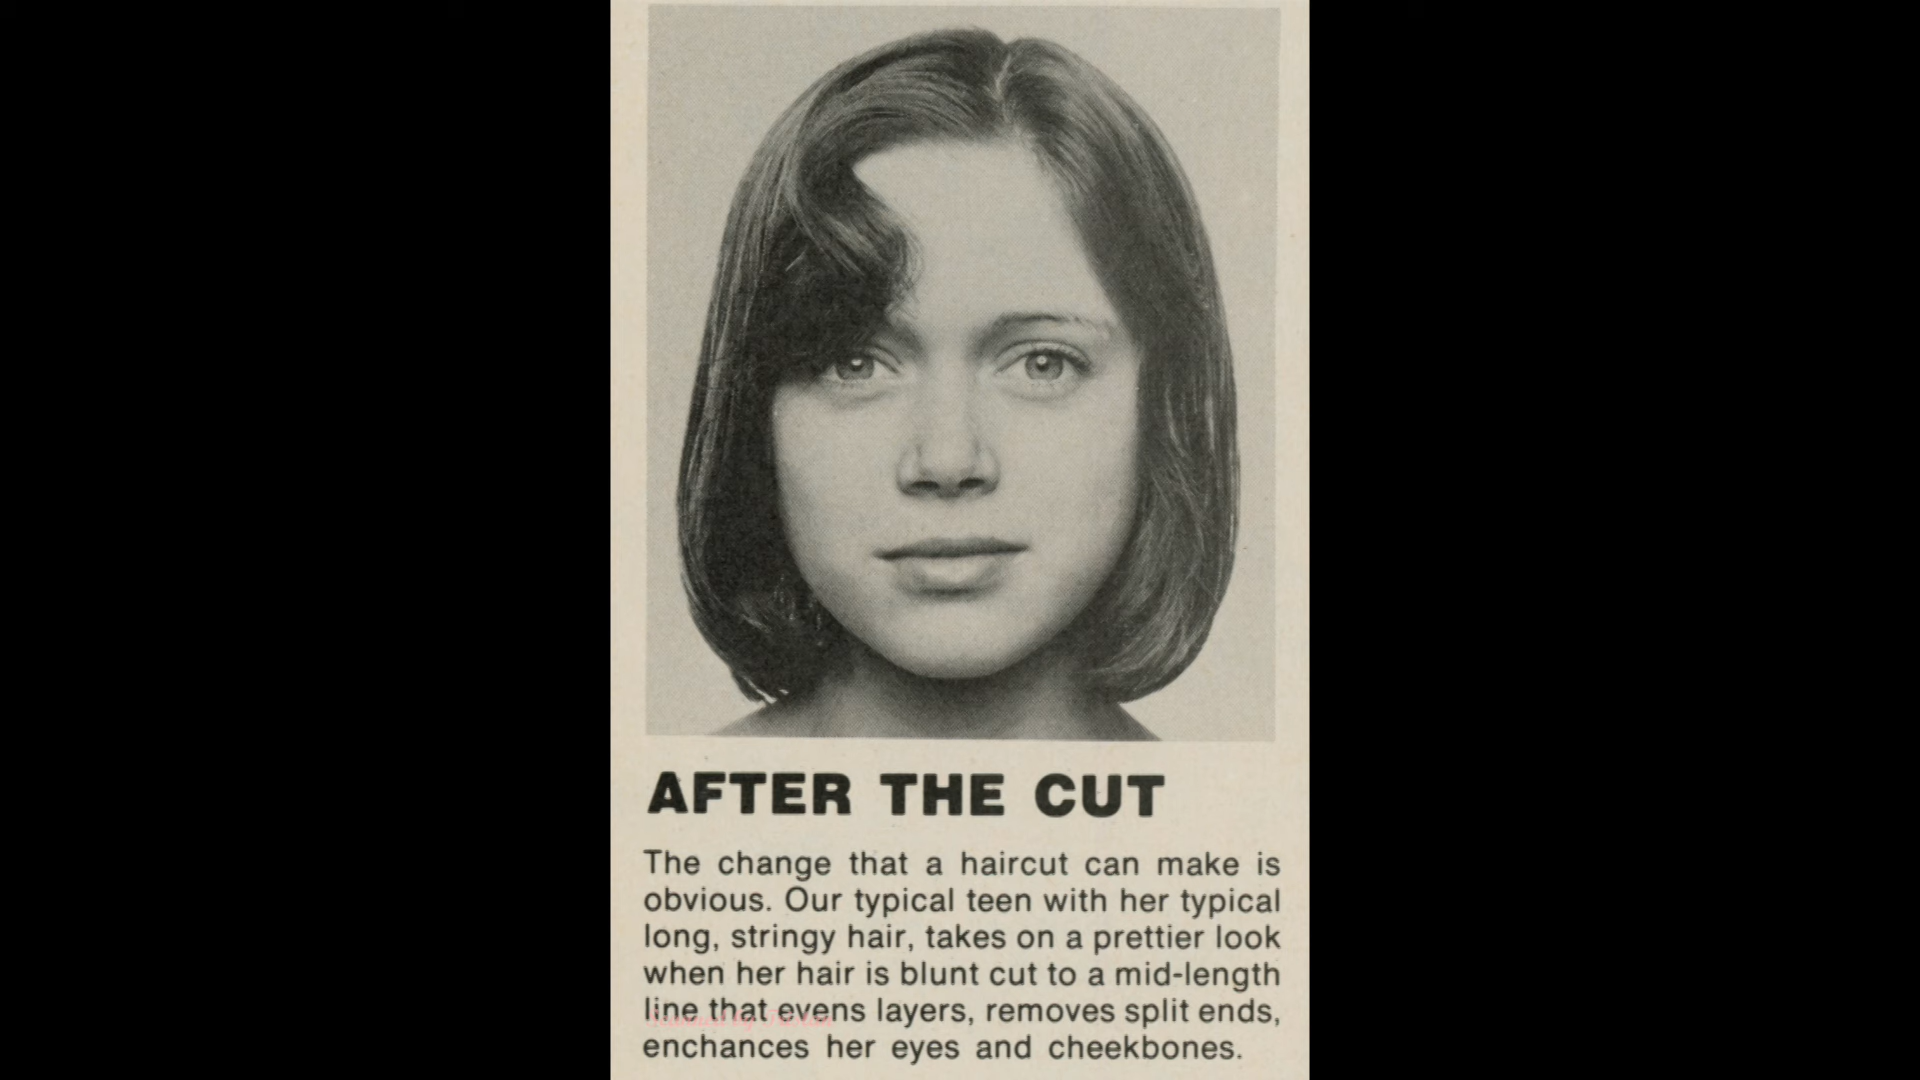 AFTER THE CUT
The change that a haircut can make is
obvious. Our typical teen with her typical
long, stringy hair, takes on a prettier look
when her hair is blunt cut to a mid-length
line that evens layers, removes split ends,
enchances her eyes and cheekbones.